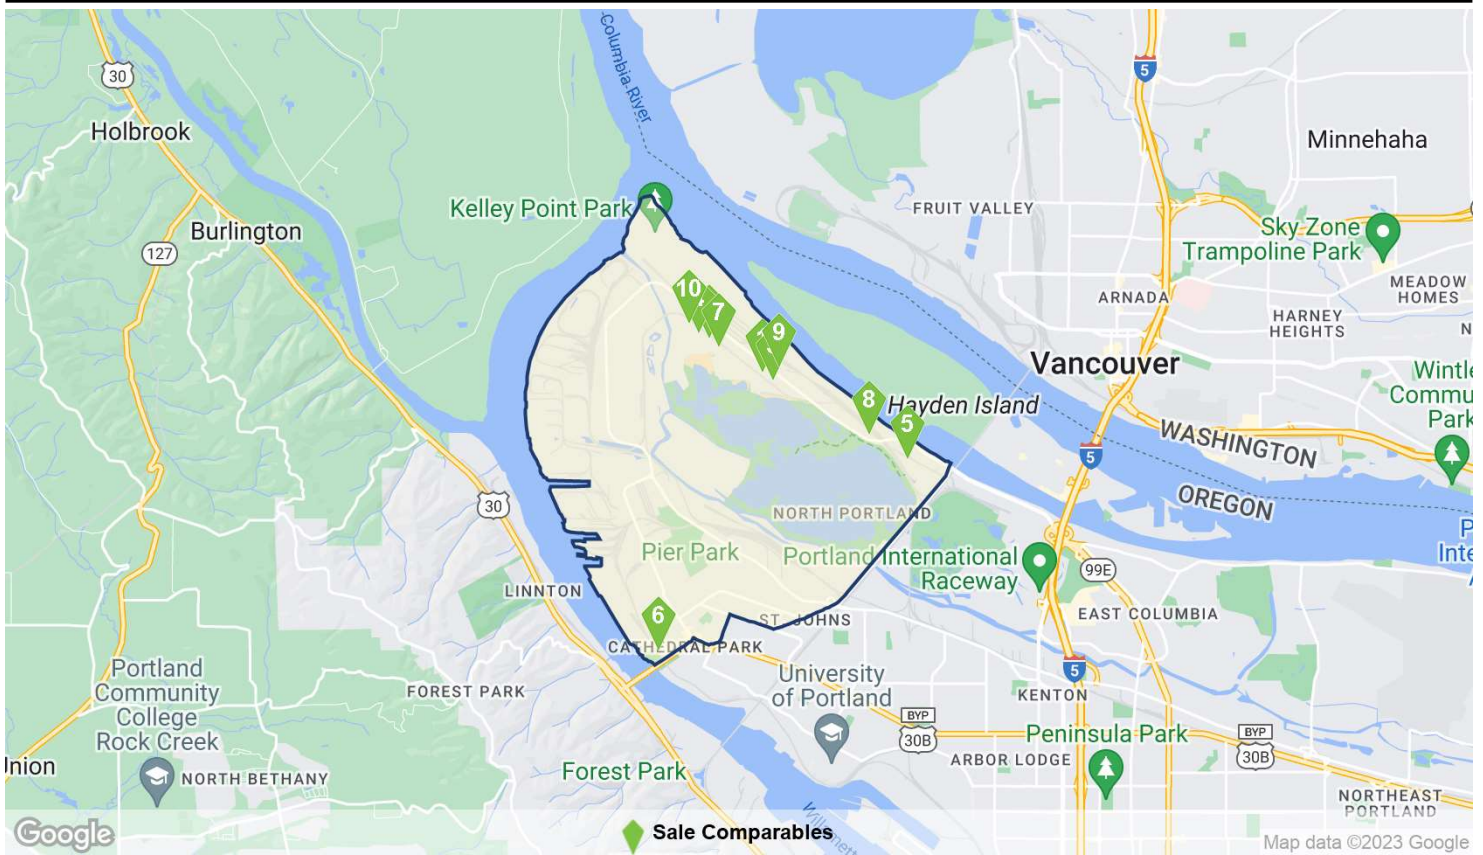 Columbia River
5
30
Holbrook
Minnehaha
Kelley Point Park
FRUIT VALLEY
Sky Zone
Trampoline Park
Burlington
127
MEADOW
HOMES
ARNADA
HARNEY
HEIGHTS
10
7
9
Vancouver
8
Hayden Island
5
WASHINGTON
5
OREGON
30
NORTH PORTLAND
Pier Park
Portland International
Raceway
99E
LINNTON
EAST COLUMBIA
6
ST. JOHNS
CATHEDRAL PARK
Portland
Community
College
Rock Creek
FOREST PARK
University
of Portland
5
KENTON
BYP
30B
Peninsula Park
BYP
30B
ARBOR LODGE
NORTH BETHANY
Forest Park
NORTHEAST
PORTLAND
Google
Sale Comparables
Map data ©2023 Google